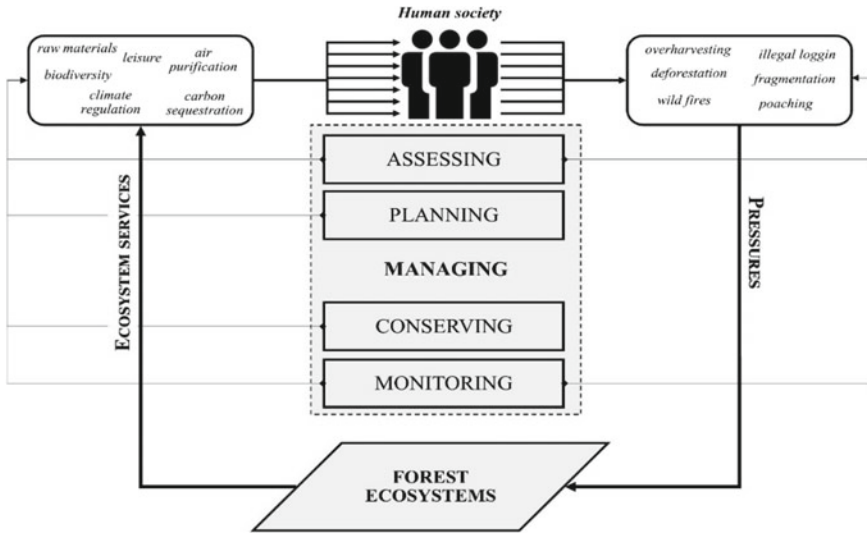 Human society
raw materials
leisure
air
purification
biodiversity
climate
regulation
carbon
sequestration
overharvesting
illegal loggin
deforestation
fragmentation
wild fires
poaching
ASSESSING
PLANNING
MANAGING
CONSERVING
MONITORING
ECOSYSTEM SERVICES
PRESSURES
FOREST
ECOSYSTEMS